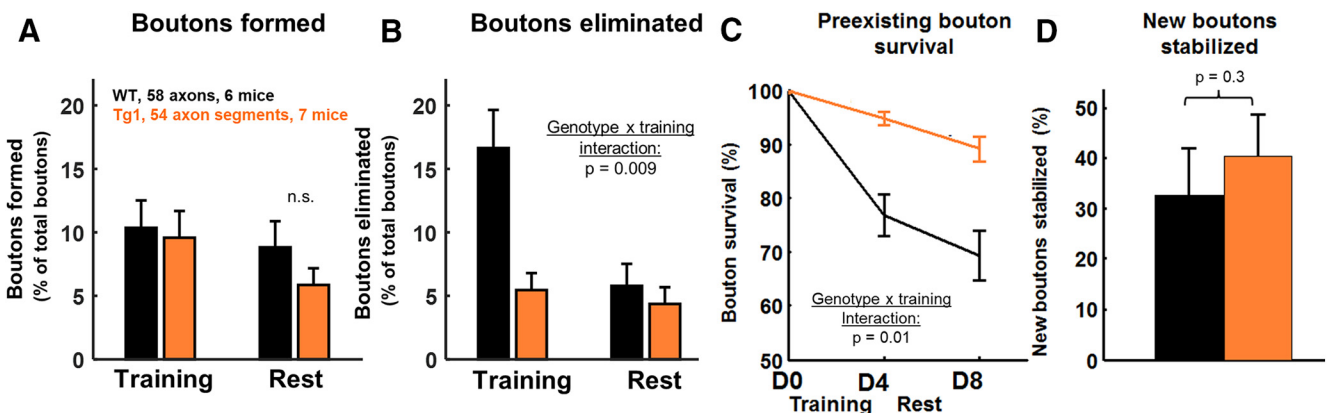 A
Boutons formed
Boutons formed
(% of total boutons)
20
15
10
5
0
WT, 58 axons, 6 mice
Tg1, 54 axon segments, 7 mice
n.s.
Training
Rest
B
Boutons eliminated
Boutons eliminated
(% of total boutons)
20
15
10
5
0
Genotype x training
interaction:
p = 0.009
Training
Rest
C
Preexisting bouton
survival
Bouton survival (%)
100
90
80
70
60
50
Genotype x training
Interaction:
p = 0.01
D0
D4
D8
Training
Rest
D
New boutons
stabilized
New boutons stabilized (%)
50
40
30
20
10
0
p = 0.3